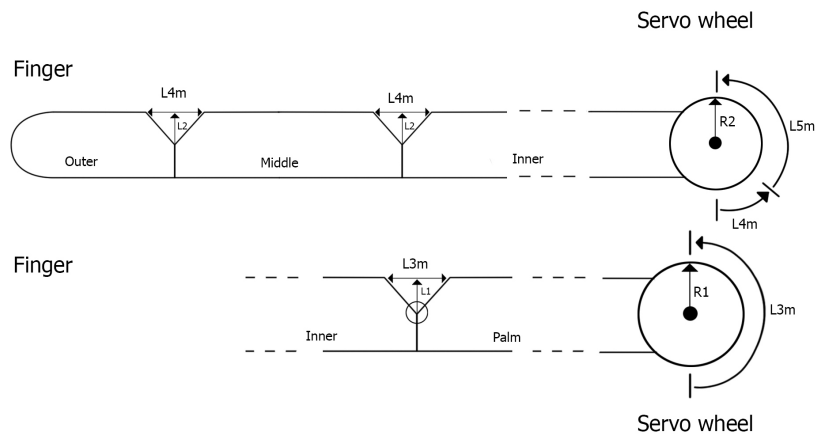 Servo wheel
Finger
L4m
L4m
L2
L2
R2
L5m
Outer
Middle
Inner
L4m
Finger
L3m
L1
R1
L3m
Inner
Palm
Servo wheel